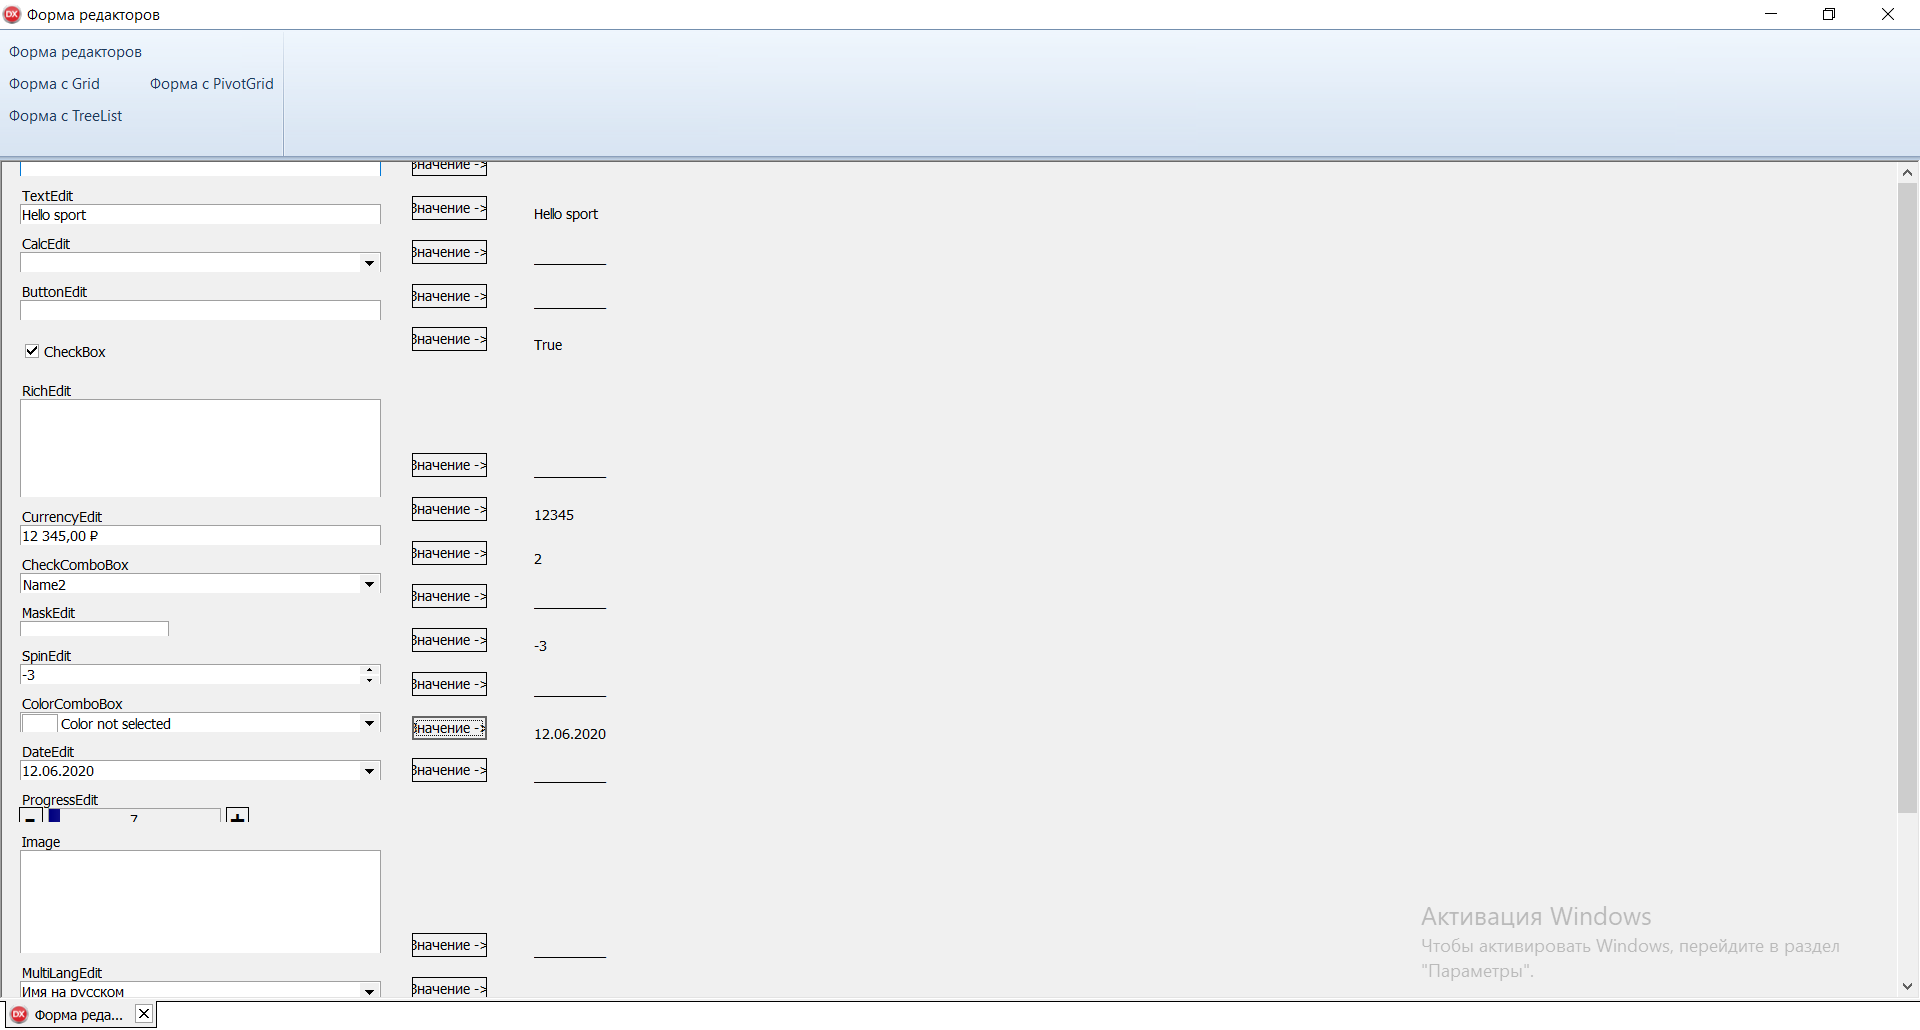 Форма редакторов
Форма редакторов
Форма с Grid Форма с PivotGrid
Форма с TreeList
Значение ->
TextEdit
Hello sport Значение -> Hello sport
CalcEdit
Значение ->
ButtonEdit
Значение ->
Значение -> True
CheckBox
RichEdit
Значение ->
CurrencyEdit
12 345,00 ₽ Значение -> 12345
CheckComboBox
Name2 Значение -> 2
MaskEdit
Значение ->
SpinEdit
-3 Значение -> -3
ColorComboBox
Color not selected Значение ->
DateEdit
12.06.2020 Значение -> 12.06.2020
Значение ->
ProgressEdit
- 7 +
Image
Значение ->
MultiLangEdit
Имя на русском Значение ->
Активация Windows
Чтобы активировать Windows, перейдите в раздел
"Параметры".
Форма реда...